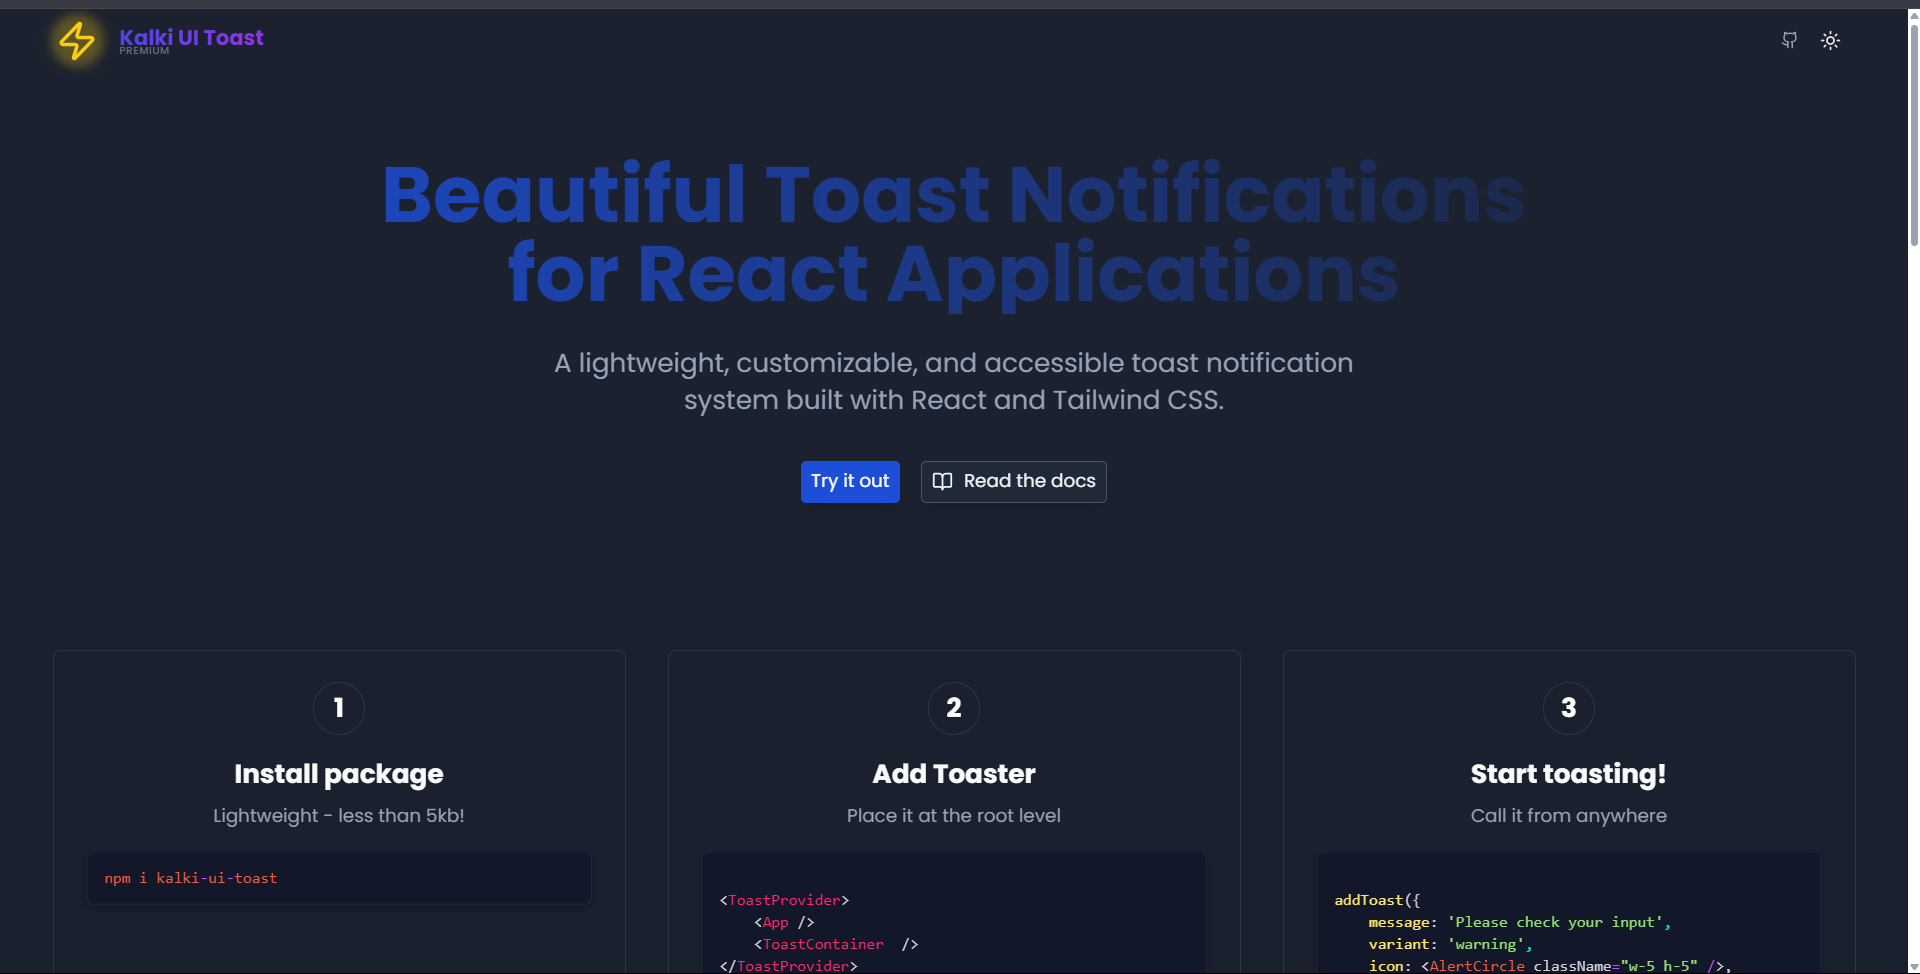 Kalki UI Toast
PREMIUM
Beautiful Toast Notifications
for React Applications
A lightweight, customizable, and accessible toast notification
system built with React and Tailwind CSS.
Try it out
Read the docs
1
Install package
Lightweight - less than 5kb!
npm i kalki-ui-toast
2
Add Toaster
Place it at the root level
<ToastProvider>
<App />
<ToastContainer  />
</ToastProvider>
3
Start toasting!
Call it from anywhere
addToast({
message: 'Please check your input',
variant: 'warning',
icon: <AlertCircle className="w-5 h-5" />,